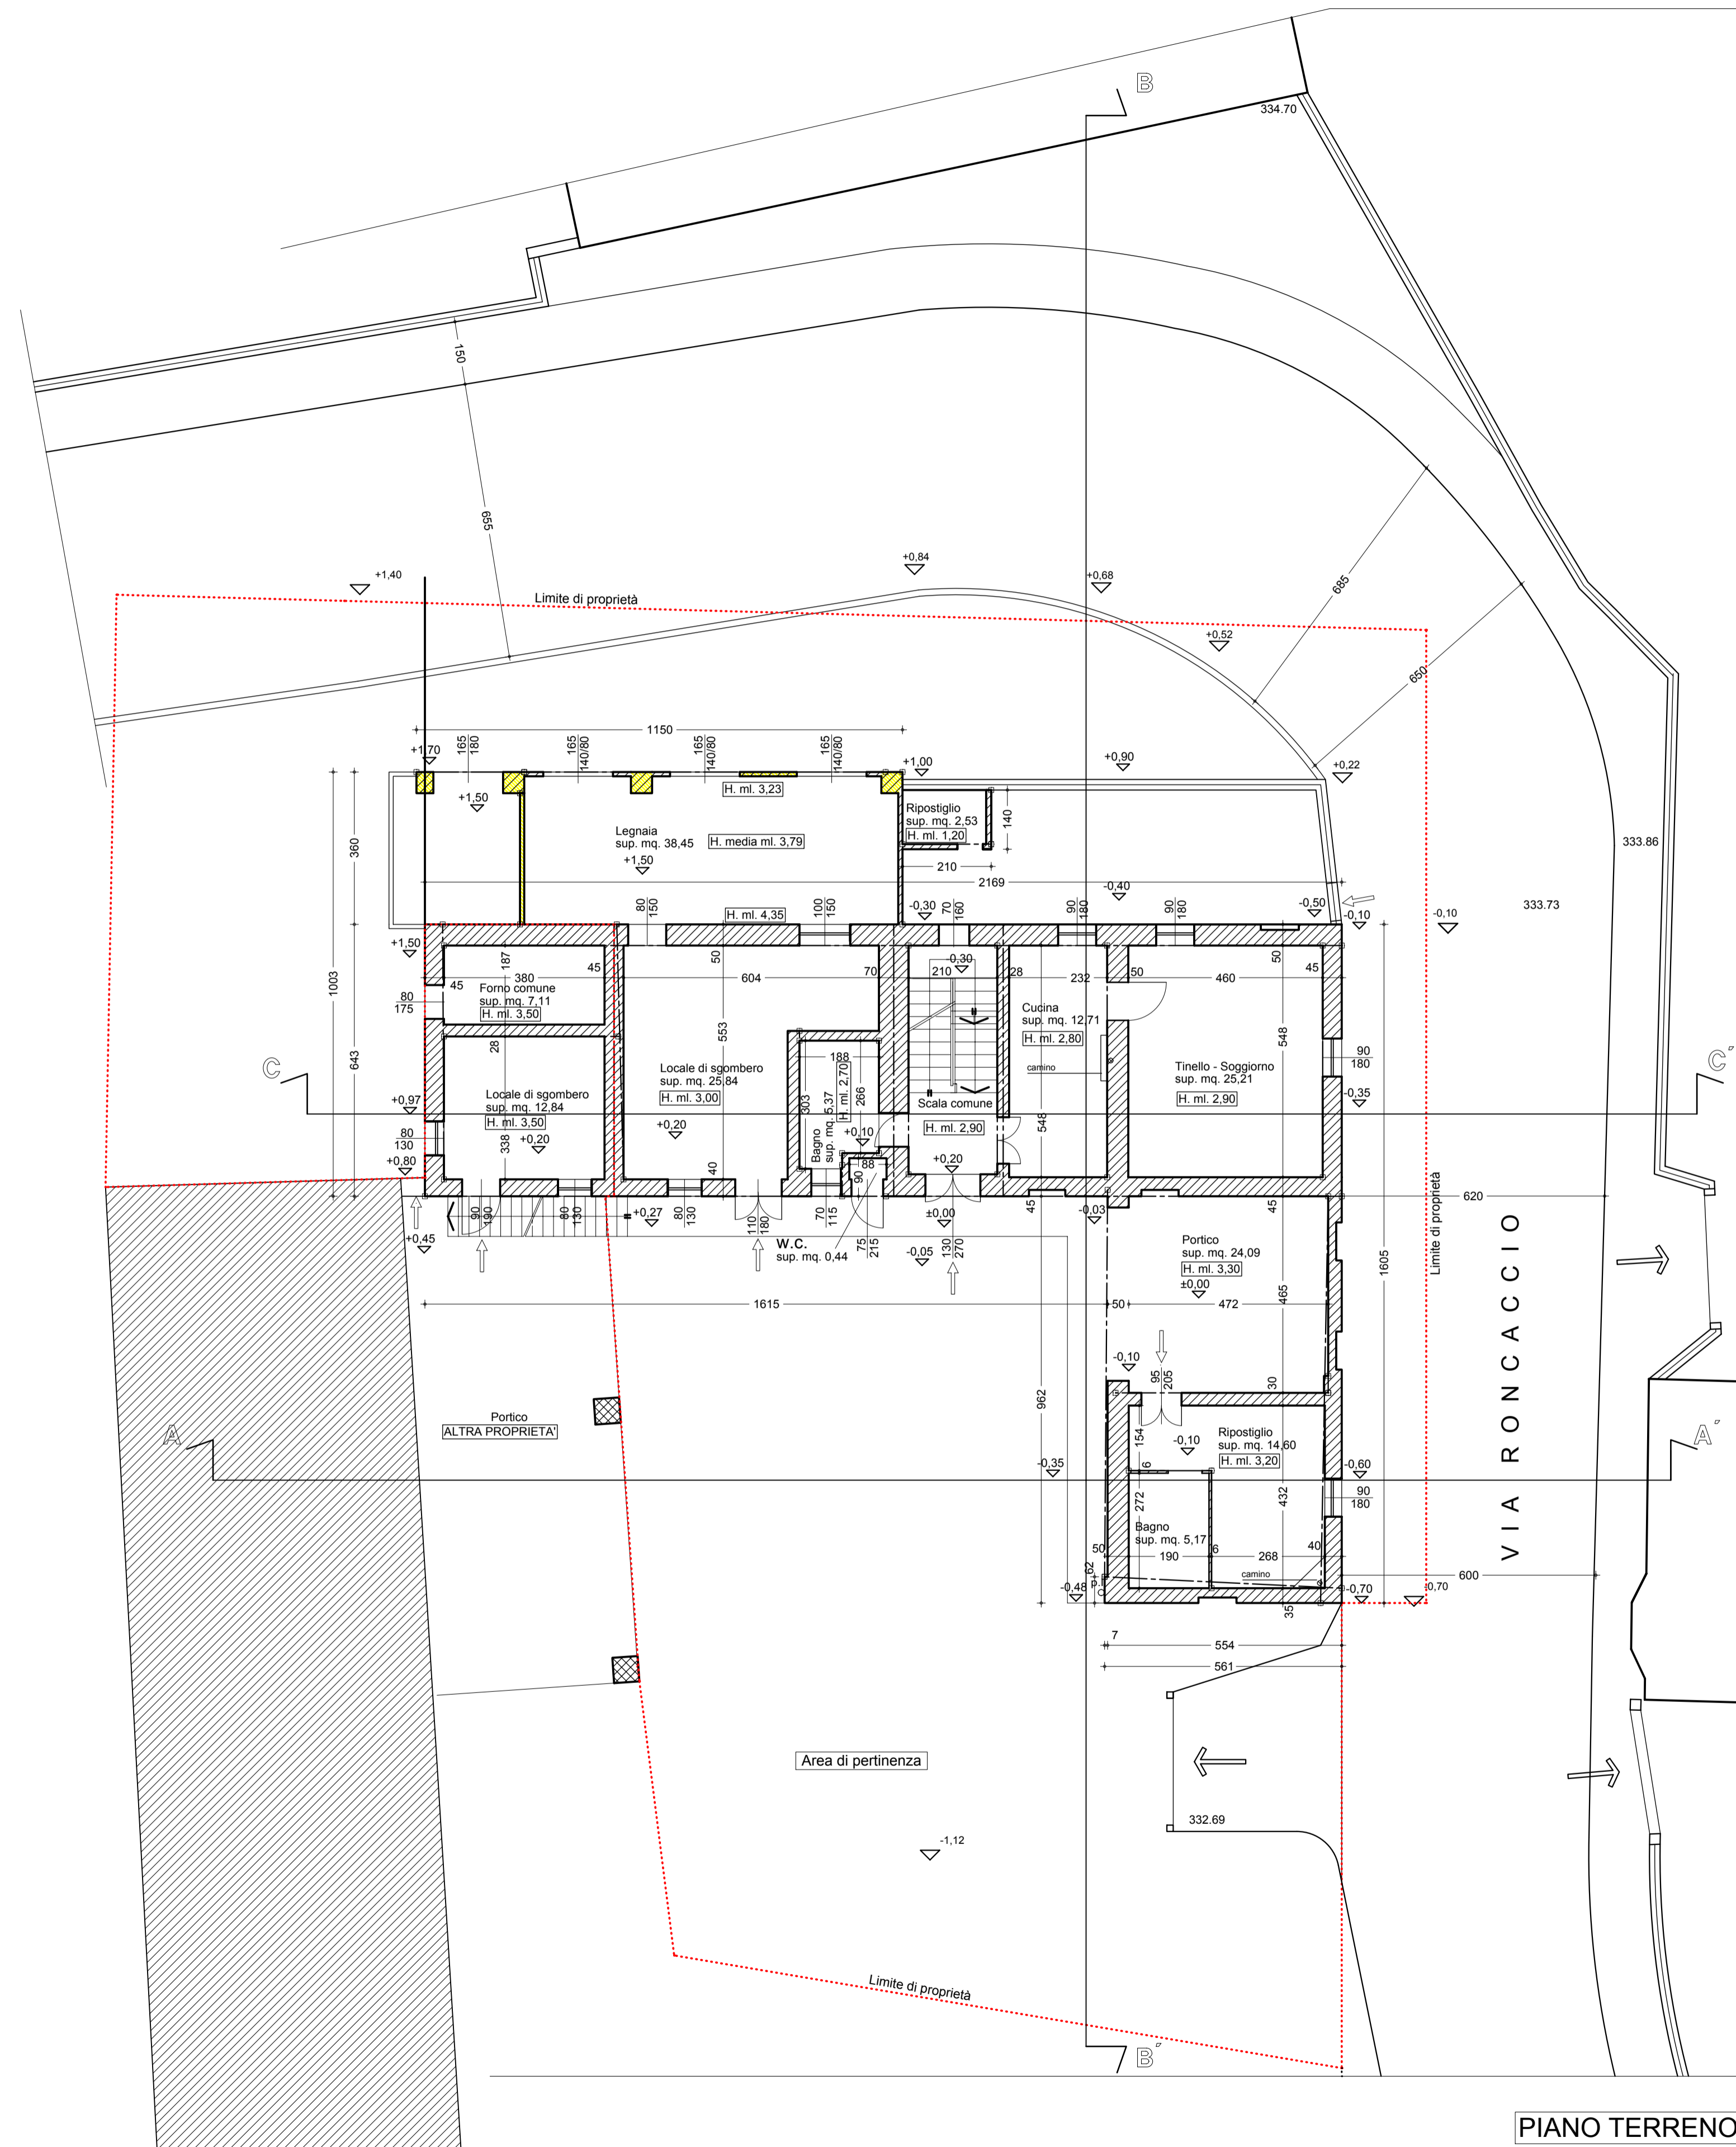 B
334.70
150
655
+1,40
Limite di proprietà
+0,84
+0,68
+0,52
685
650
1150
+1,70
165
180
165
140/80
165
140/80
165
140/80
+1,00
+0,90
+0,22
H. ml. 3,23
+1,50
Ripostiglio
sup. mq. 2,53
H. ml. 1,20
140
Legnaia
sup. mq. 38,45
H. media ml. 3,79
+1,50
360
333.86
210
2169
-0,40
333.73
80
150
H. ml. 4,35
100
150
-0,30
70
160
90
180
90
180
-0,50
-0,10
-0,10
+1,50
187
45
50
50
45
-0,30
380
604
70
210
28
232
50
460
45
1003
Forno comune
sup. mq. 7,11
H. ml. 3,50
80
175
Cucina
sup. mq. 12,71
H. ml. 2,80
553
548
28
camino
90
180
188
643
Locale di sgombero
sup. mq. 25,84
H. ml. 3,00
Tinello - Soggiorno
sup. mq. 25,21
H. ml. 2,90
C
C´
Locale di sgombero
sup. mq. 12,84
H. ml. 3,50
+0,20
338
303
266
Bagno
sup. mq. 5,37
H. ml. 2,70
Scala comune
H. ml. 2,90
548
+0,97
-0,35
80
130
+0,20
+0,10
+0,80
40
88
90
+0,20
620
Limite di proprietà
90
190
80
130
+0,27
80
130
110
180
70
115
±0,00
45
-0,03
45
+0,45
W.C.
sup. mq. 0,44
75
215
-0,05
130
270
Portico
sup. mq. 24,09
H. ml. 3,30
±0,00
1605
465
1615
50
472
VIA RONCACCIO
-0,10
95
205
30
962
Portico
ALTRA PROPRIETA'
A
A´
154
-0,10
Ripostiglio
sup. mq. 14,60
H. ml. 3,20
6
-0,35
-0,60
272
432
90
180
Bagno
sup. mq. 5,17
50
190
6
268
40
62
camino
600
-0,48
-0,70
-0,70
35
7
554
561
Area di pertinenza
332.69
-1,12
Limite di proprietà
B´
PIANO TERRENO